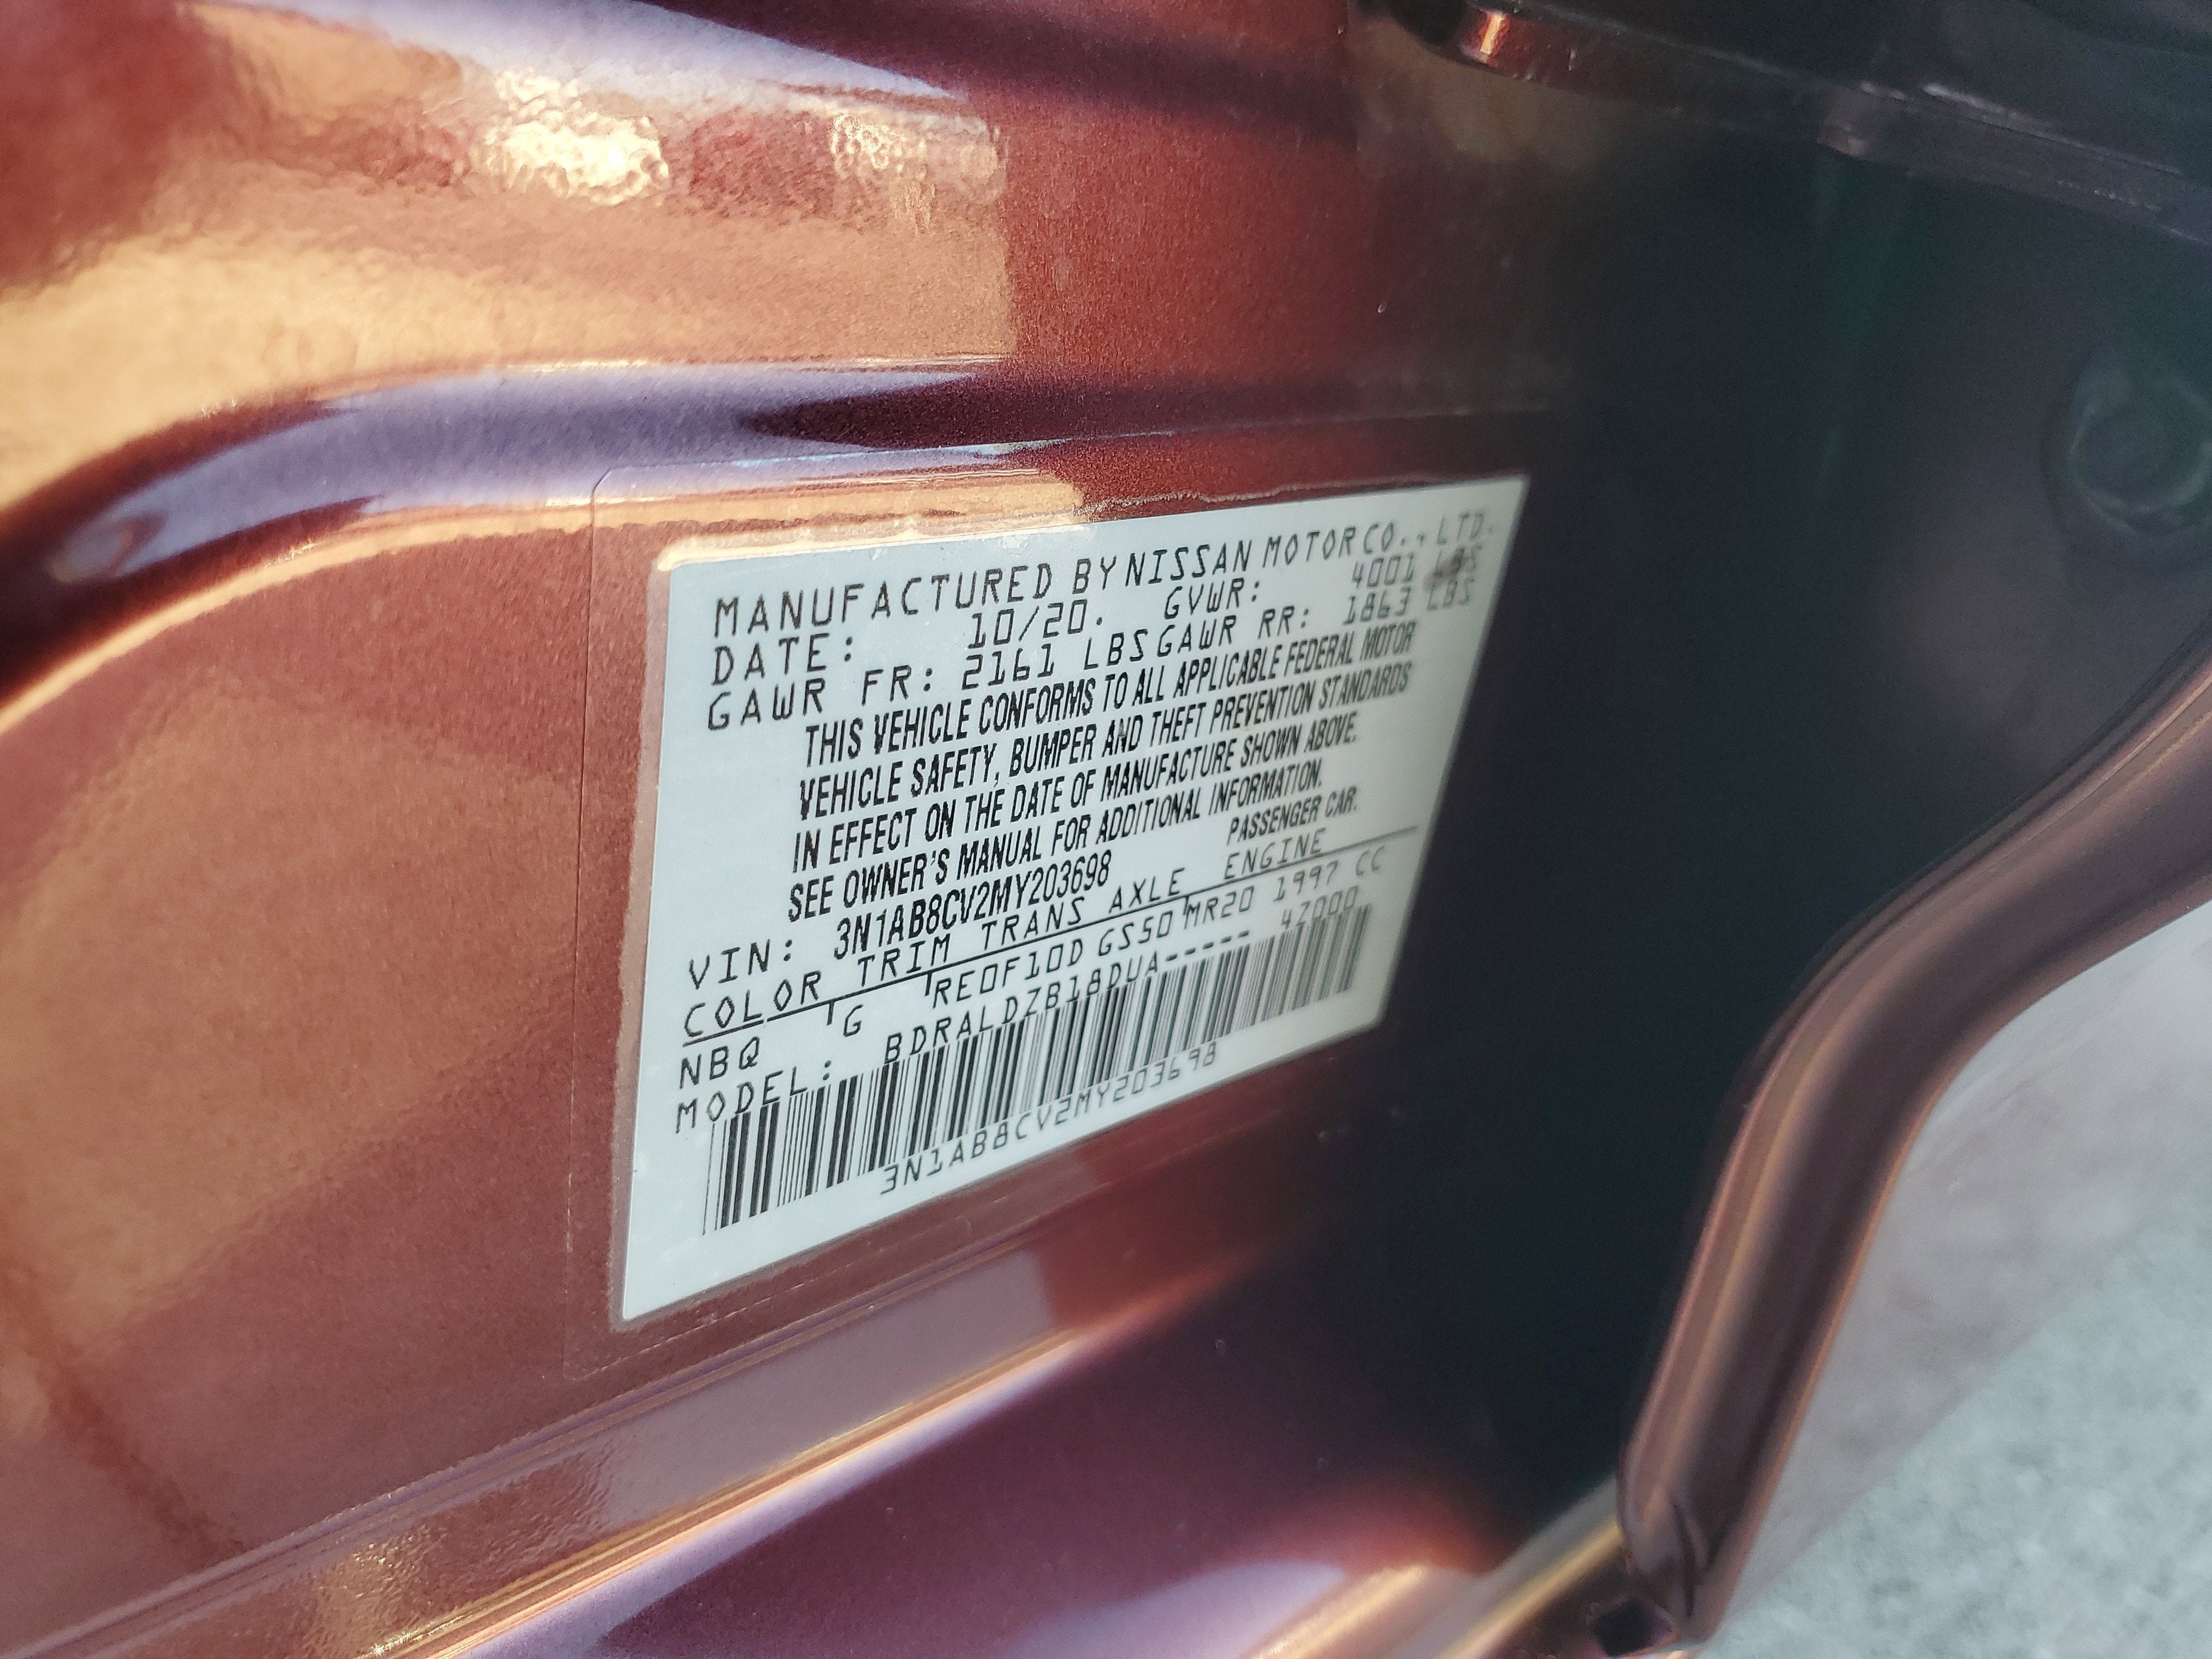 MANUFACTURED BY NISSAN MOTOR CO., LTD.
DATE: 10/20. GVWR: 4001 LBS
GAWR FR: 2161 LBS GAWR RR: 1863 LBS
THIS VEHICLE CONFORMS TO ALL APPLICABLE FEDERAL MOTOR
VEHICLE SAFETY, BUMPER AND THEFT PREVENTION STANDARDS
IN EFFECT ON THE DATE OF MANUFACTURE SHOWN ABOVE.
SEE OWNER'S MANUAL FOR ADDITIONAL INFORMATION.
VIN: 3N1AB8CV2MY203698 PASSENGER CAR.
COLOR TRIM TRANS AXLE ENGINE
NBQ G RE0F10D GS50 MR20 1997 CC
MODEL: BDRALDZB18DUA----- 4Z000
3N1AB8CV2MY203698